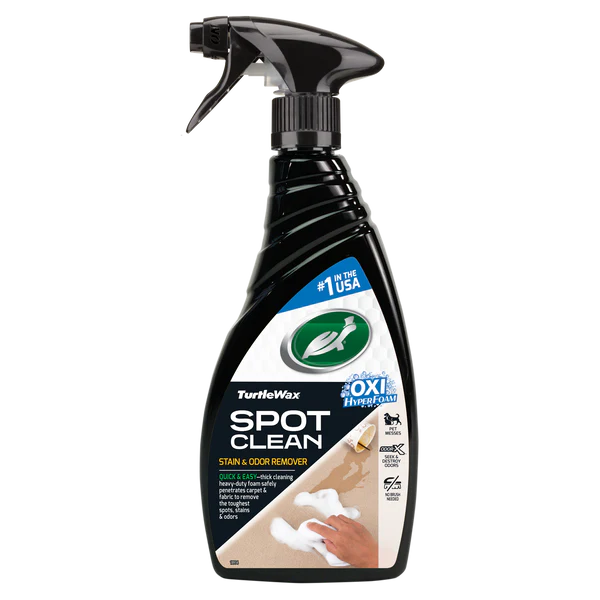 #1 IN THE
USA
OXI
HYPERFOAM
TurtleWax
SPOT
CLEAN
STAIN & ODOR REMOVER
QUICK & EASY—thick cleaning
heavy-duty foam safely
penetrates carpet &
fabric to remove
the toughest
spots, stains
& odors
PET
MESSES
ODOR-X
SEEK &
DESTROY
ODORS
NO BRUSH
NEEDED